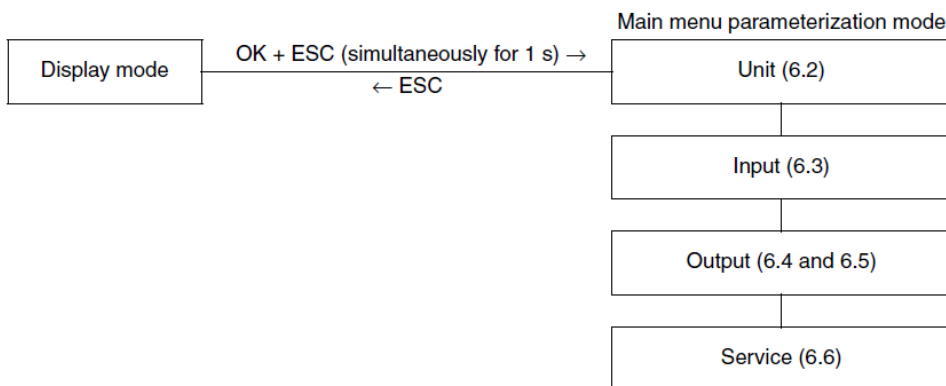 Main menu parameterization mode
OK + ESC (simultaneously for 1 s) →
Display mode
Unit (6.2)
← ESC
Input (6.3)
Output (6.4 and 6.5)
Service (6.6)